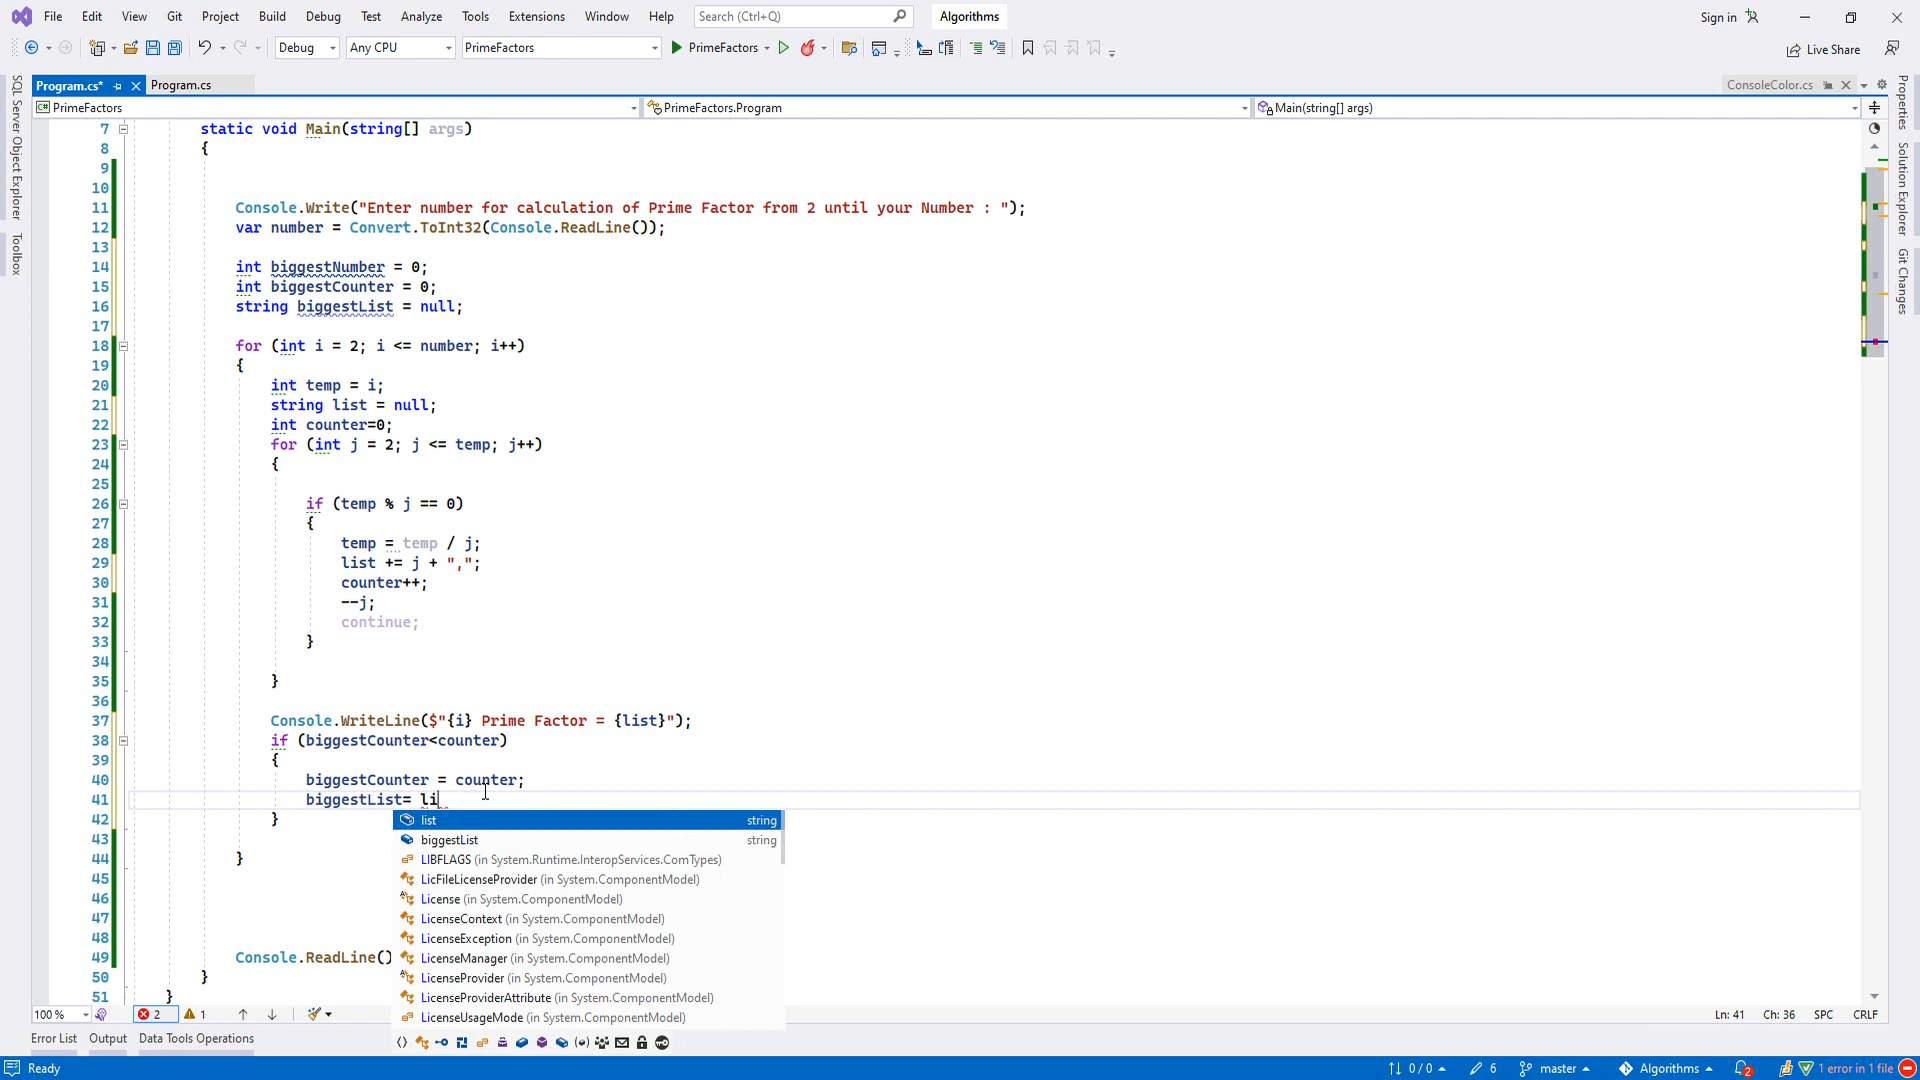 File Edit View Git Project Build Debug Test Analyze Tools Extensions Window Help Search (Ctrl+Q) Algorithms Sign in
Debug Any CPU PrimeFactors PrimeFactors Live Share
Program.cs* Program.cs ConsoleColor.cs
PrimeFactors PrimeFactors.Program Main(string[] args)
SQL Server Object Explorer
Toolbox
Properties
Solution Explorer
Git Changes
7 static void Main(string[] args)
8 {
9
10
11 Console.Write("Enter number for calculation of Prime Factor from 2 until your Number : ");
12 var number = Convert.ToInt32(Console.ReadLine());
13
14 int biggestNumber = 0;
15 int biggestCounter = 0;
16 string biggestList = null;
17
18 for (int i = 2; i <= number; i++)
19 {
20 int temp = i;
21 string list = null;
22 int counter=0;
23 for (int j = 2; j <= temp; j++)
24 {
25
26 if (temp % j == 0)
27 {
28 temp = temp / j;
29 list += j + ",";
30 counter++;
31 --j;
32 continue;
33 }
34
35 }
36
37 Console.WriteLine($"{i} Prime Factor = {list}");
38 if (biggestCounter<counter)
39 {
40 biggestCounter = counter;
41 biggestList= li
42 }
43
44 }
45
46
47
48
49 Console.ReadLine()
50 }
51 }
list string
biggestList string
LIBFLAGS (in System.Runtime.InteropServices.ComTypes)
LicFileLicenseProvider (in System.ComponentModel)
License (in System.ComponentModel)
LicenseContext (in System.ComponentModel)
LicenseException (in System.ComponentModel)
LicenseManager (in System.ComponentModel)
LicenseProvider (in System.ComponentModel)
LicenseProviderAttribute (in System.ComponentModel)
LicenseUsageMode (in System.ComponentModel)
100 % 2 1 Ln: 41 Ch: 36 SPC CRLF
Error List Output Data Tools Operations
Ready 0 / 0 6 master Algorithms 2 1 error in 1 file